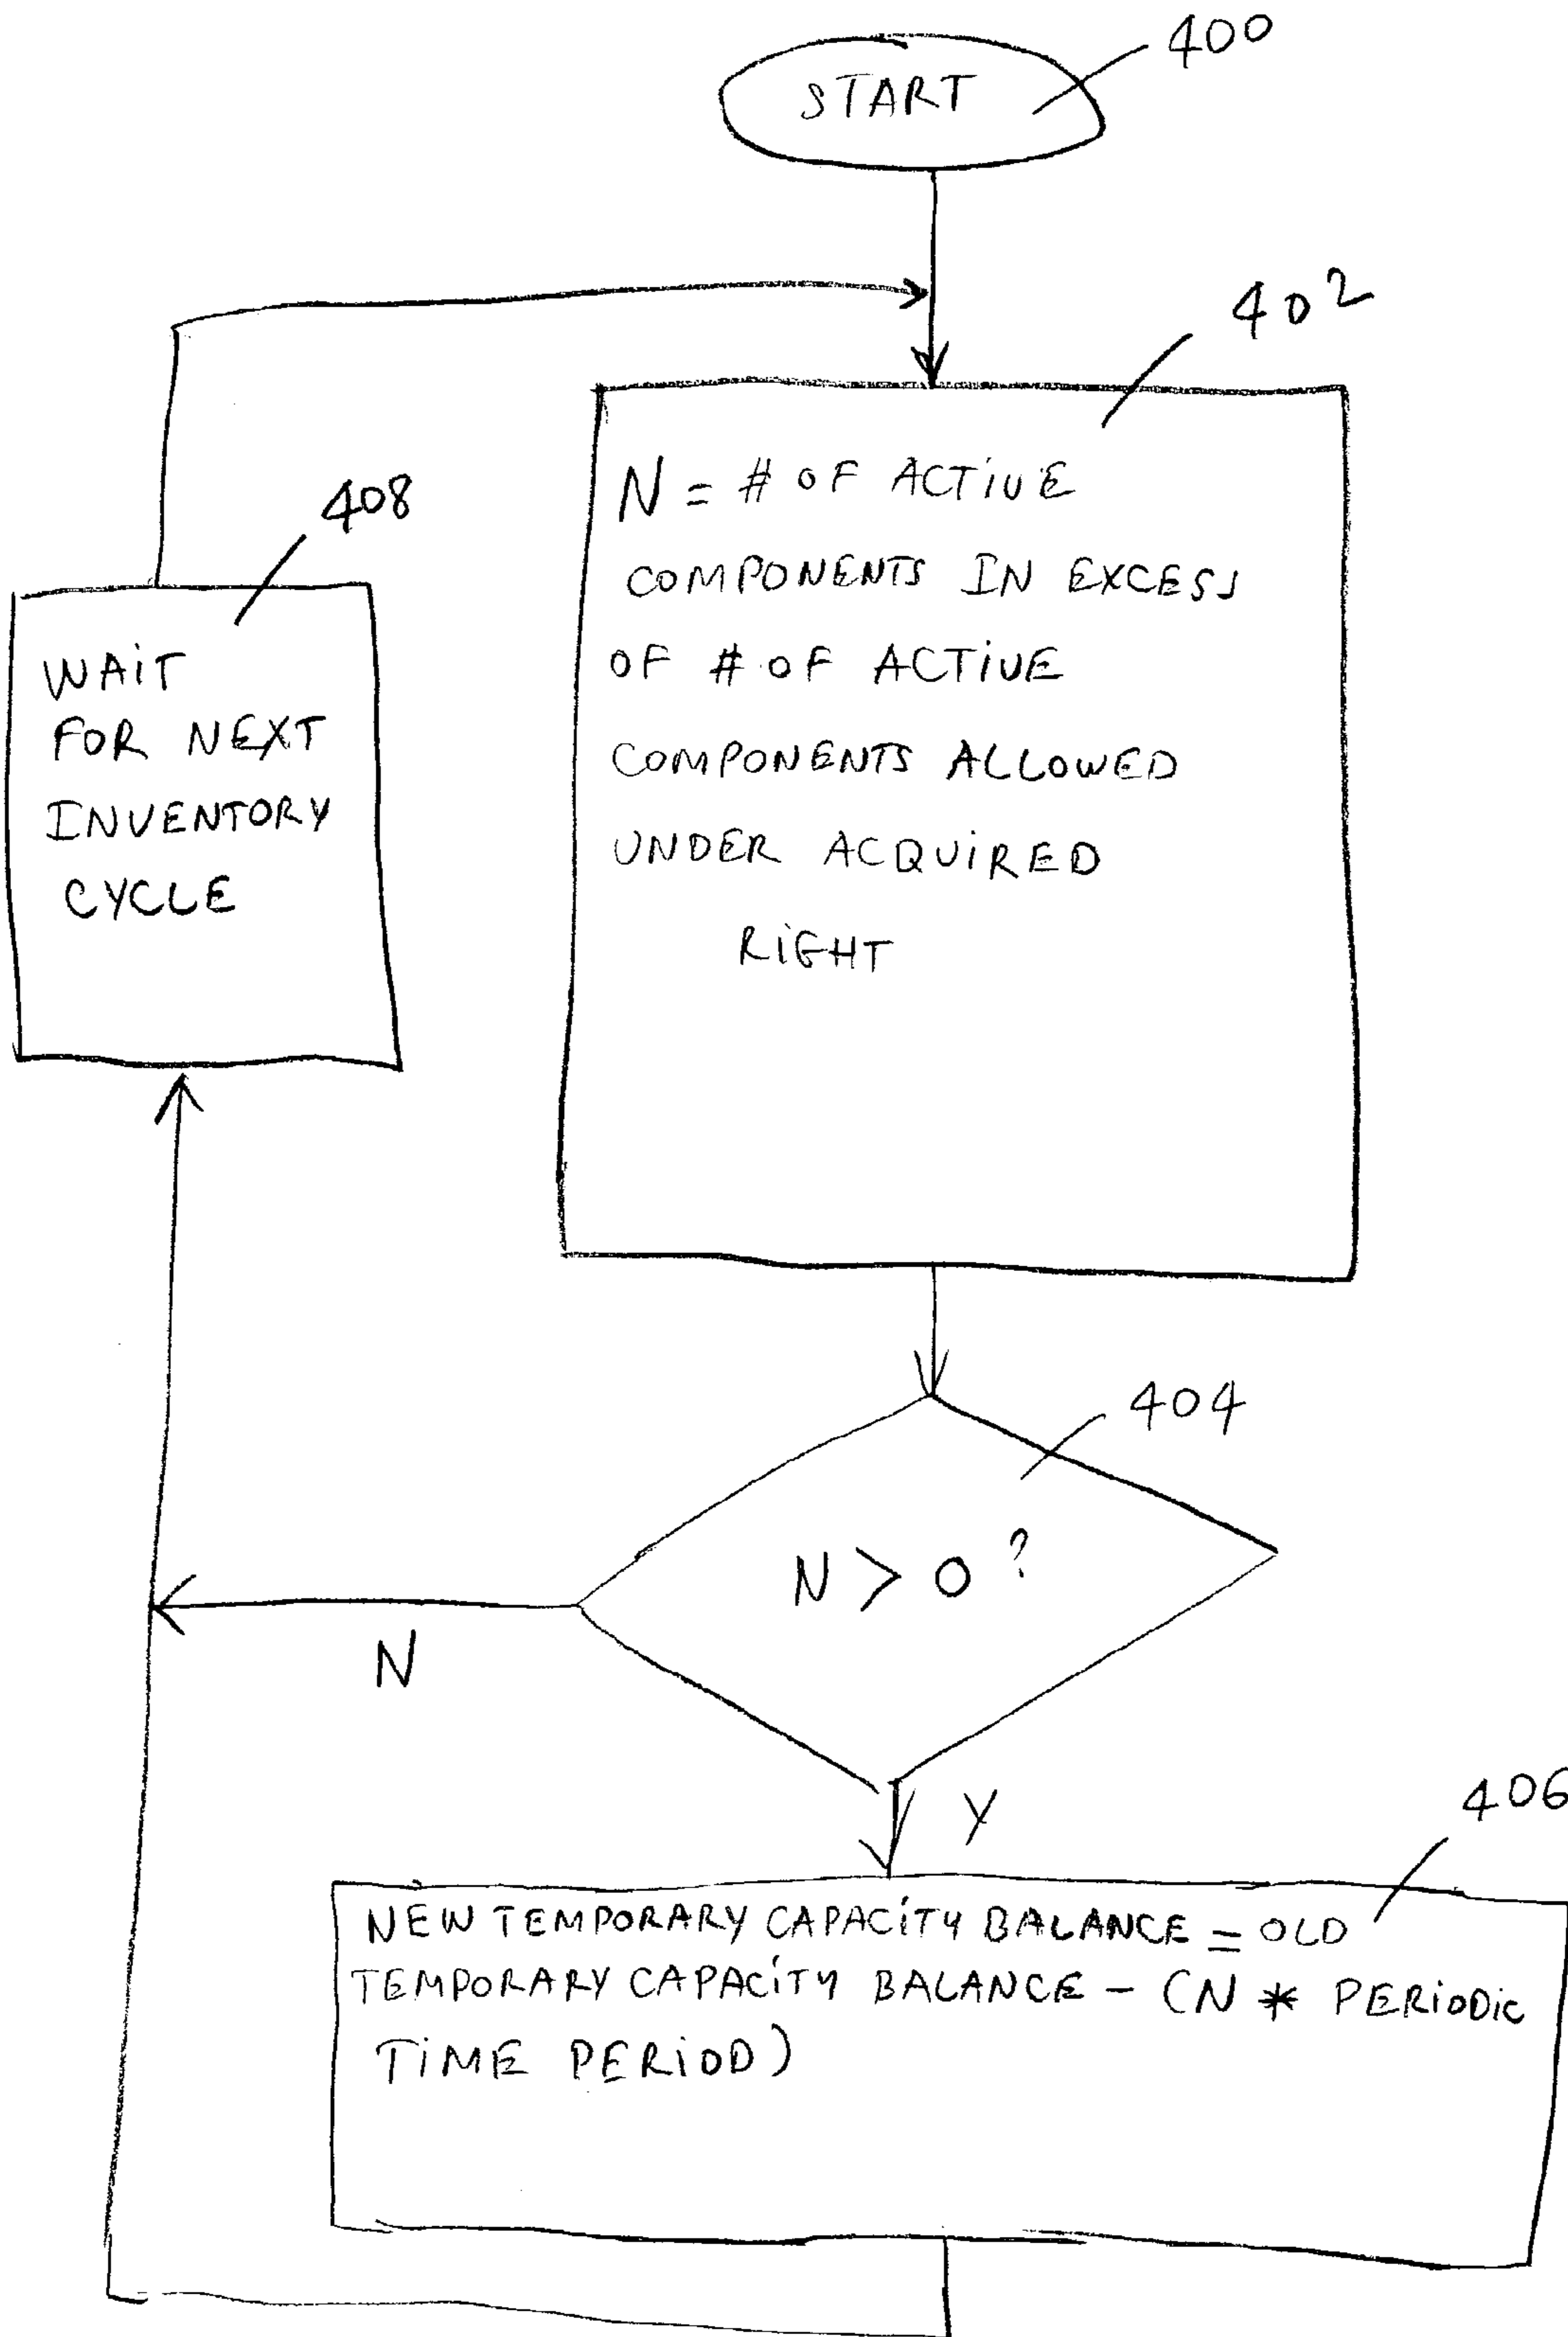 400
START
402
N = # OF ACTIVE
COMPONENTS IN EXCESS
OF # OF ACTIVE
COMPONENTS ALLOWED
UNDER ACQUIRED
RIGHT
408
WAIT
FOR NEXT
INVENTORY
CYCLE
404
N > 0 ?
N
Y
406
NEW TEMPORARY CAPACITY BALANCE = OLD
TEMPORARY CAPACITY BALANCE - (N * PERIODIC
TIME PERIOD)